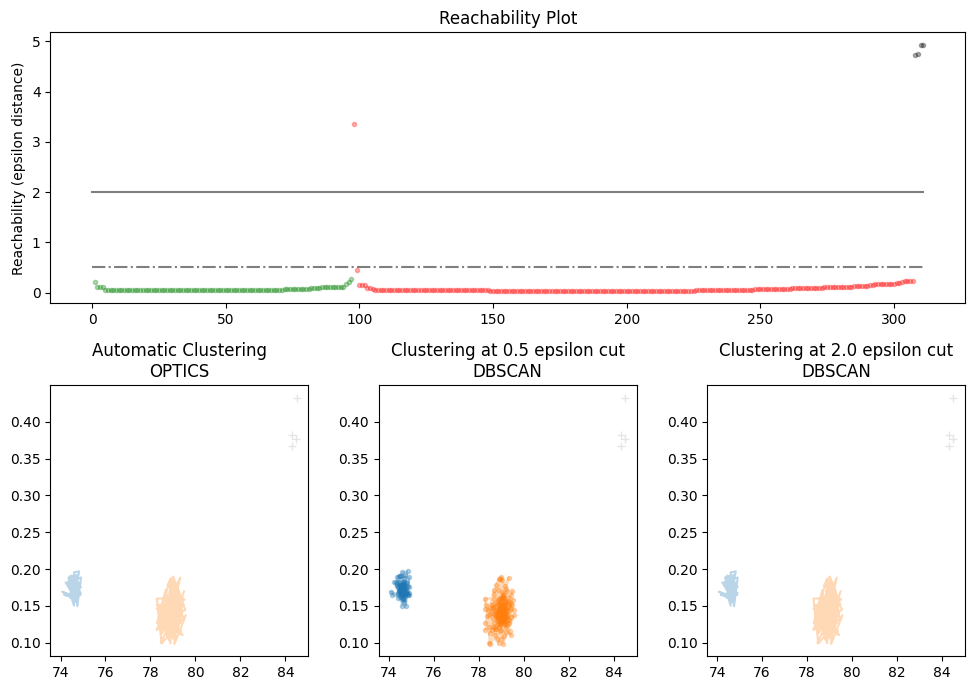 Reachability Plot
Reachability (epsilon distance)
5
4
3
2
1
0
0 50 100 150 200 250 300
Automatic Clustering
OPTICS
0.40
0.35
0.30
0.25
0.20
0.15
0.10
74 76 78 80 82 84
Clustering at 0.5 epsilon cut
DBSCAN
0.40
0.35
0.30
0.25
0.20
0.15
0.10
74 76 78 80 82 84
Clustering at 2.0 epsilon cut
DBSCAN
0.40
0.35
0.30
0.25
0.20
0.15
0.10
74 76 78 80 82 84